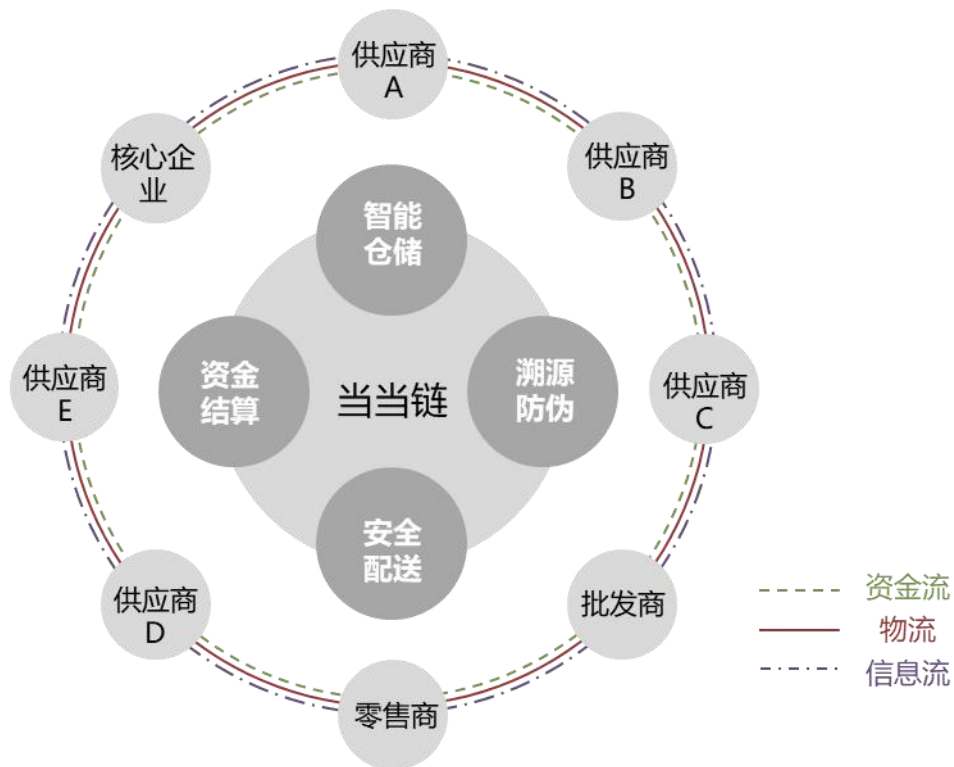 供应商
A
核心企
业
供应商
B
智能
仓储
供应商
E
资金
结算
当当链
溯源
防伪
供应商
C
安全
配送
供应商
D
批发商
零售商
资金流
物流
信息流